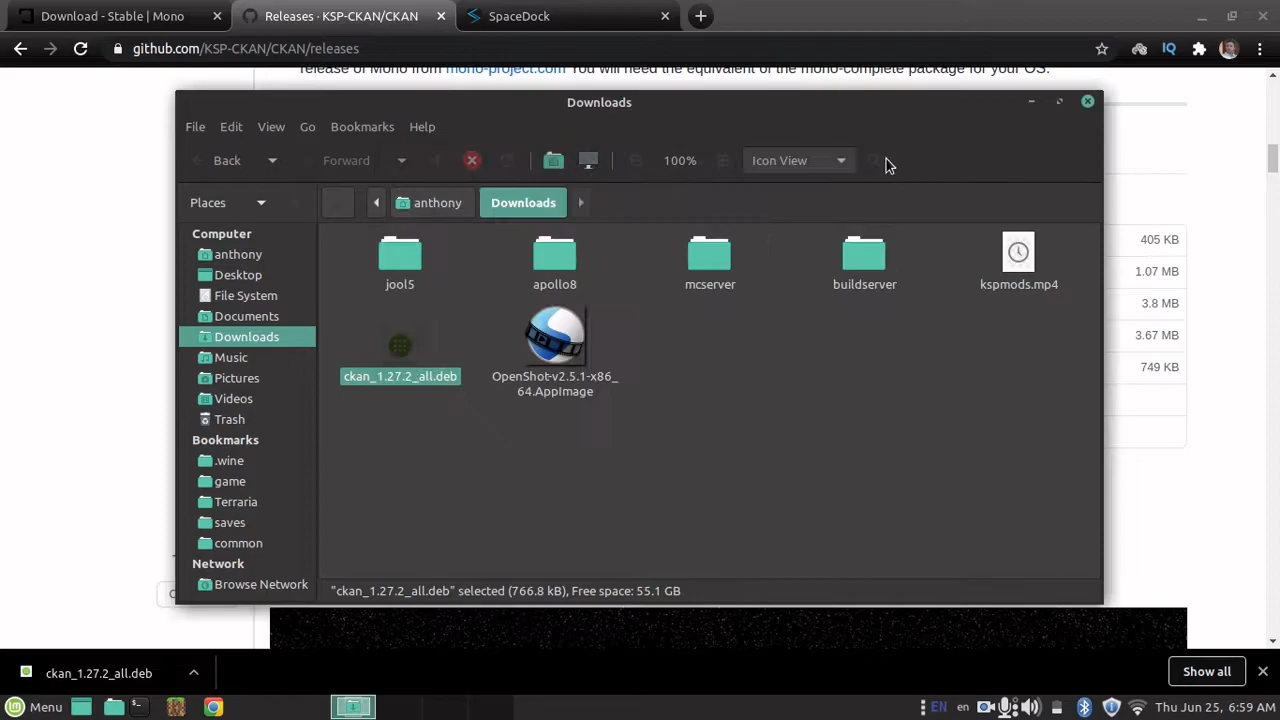 Download - Stable | Mono
Releases · KSP-CKAN/CKAN
SpaceDock
github.com/KSP-CKAN/CKAN/releases
release of Mono from mono-project.com You will need the equivalent of the mono-complete package for your OS.
Downloads
File Edit View Go Bookmarks Help
Back Forward 100% Icon View
Places anthony Downloads
Computer
anthony
Desktop
File System
Documents
Downloads
Music
Pictures
Videos
Trash
Bookmarks
.wine
game
Terraria
saves
common
Network
Browse Network
jool5
apollo8
mcserver
buildserver
kspmods.mp4
ckan_1.27.2_all.deb
OpenShot-v2.5.1-x86_
64.AppImage
"ckan_1.27.2_all.deb" selected (766.8 kB), Free space: 55.1 GB
405 KB
1.07 MB
3.8 MB
3.67 MB
749 KB
ckan_1.27.2_all.deb
Show all
Menu
EN en Thu Jun 25, 6:59 AM